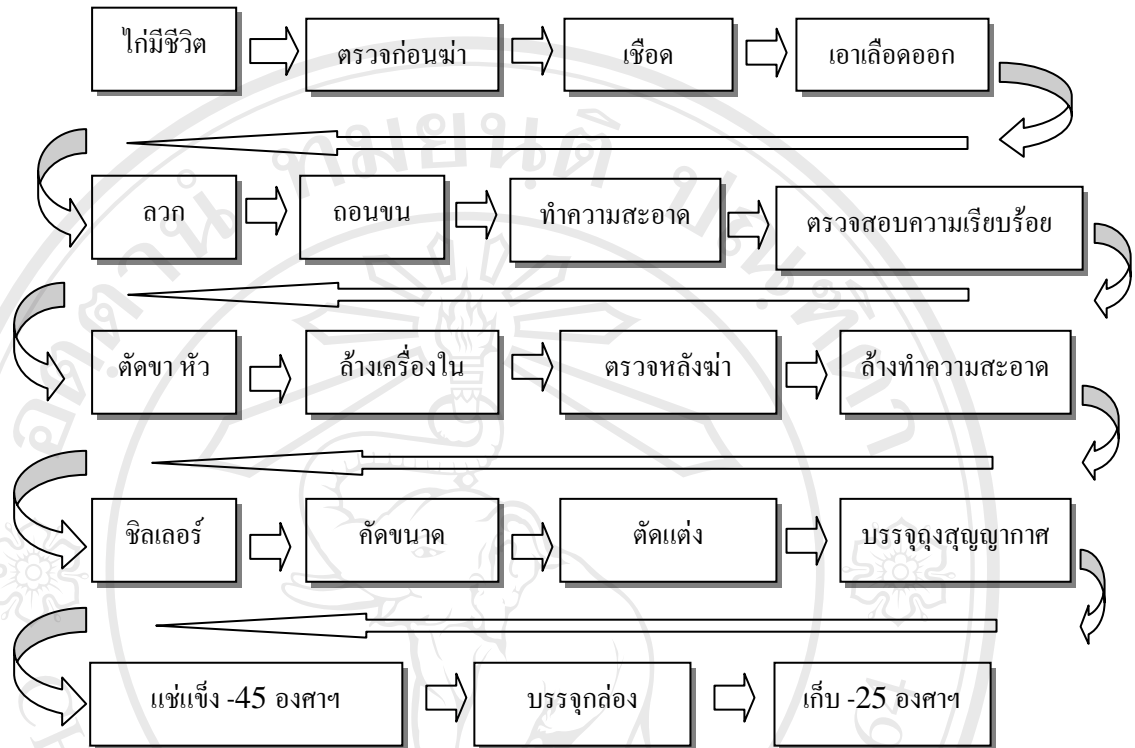 ไก่มีชีวิต
ตรวจก่อนฆ่า
เชือด
เอาเลือดออก
ลวก
ถอนขน
ทำความสะอาด
ตรวจสอบความเรียบร้อย
ตัดขา หัว
ล้างเครื่องใน
ตรวจหลังฆ่า
ล้างทำความสะอาด
ชิลเลอร์
คัดขนาด
ตัดแต่ง
บรรจุถุงสุญญากาศ
แช่แข็ง -45 องศาฯ
บรรจุกล่อง
เก็บ -25 องศาฯ